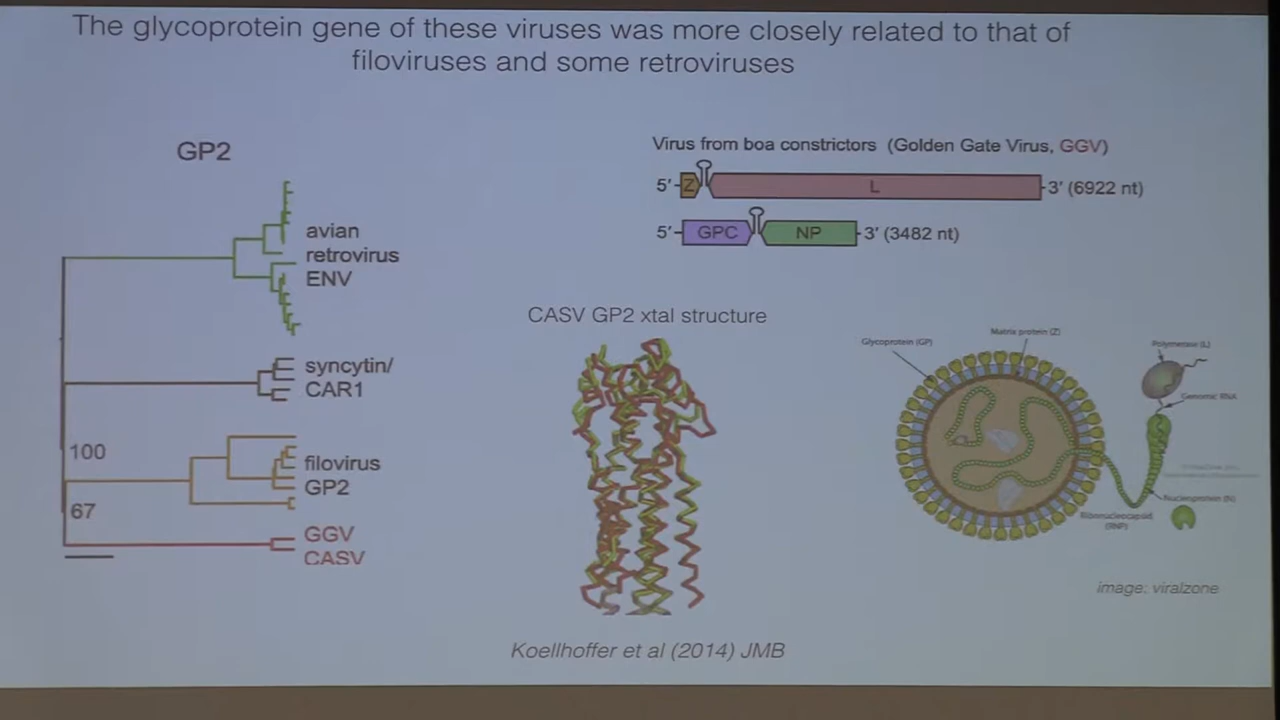 The glycoprotein gene of these viruses was more closely related to that of
filoviruses and some retroviruses
GP2
avian
retrovirus
ENV
syncytin/
CAR1
100
filovirus
GP2
67
GGV
CASV
Virus from boa constrictors (Golden Gate Virus, GGV)
5'
Z
L
3' (6922 nt)
5'
GPC
NP
3' (3482 nt)
CASV GP2 xtal structure
Koellhoffer et al (2014) JMB
Glycoprotein (GP)
Matrix protein (Z)
Polymerase (L)
Genomic RNA
Nucleoprotein (N)
Ribonucleocapsid
(RNP)
image: viralzone